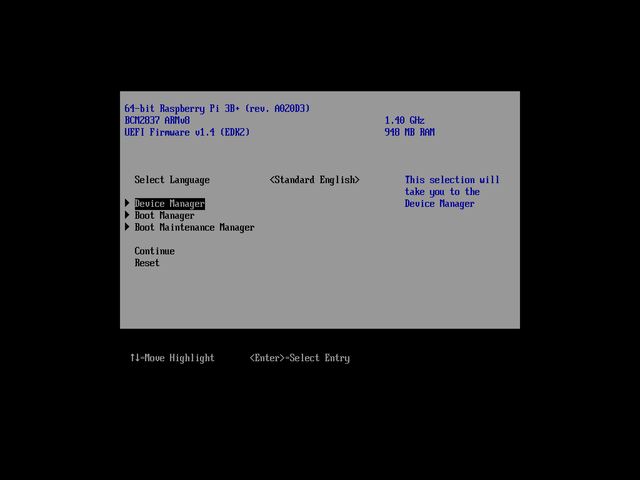 64-bit Raspberry Pi 3B+ (rev. A020D3)
BCM2837 ARMv8 1.40 GHz
UEFI Firmware v1.4 (EDK2) 948 MB RAM
Select Language <Standard English> This selection will
take you to the
Device Manager Device Manager
Boot Manager
Boot Maintenance Manager
Continue
Reset
↑↓=Move Highlight <Enter>=Select Entry